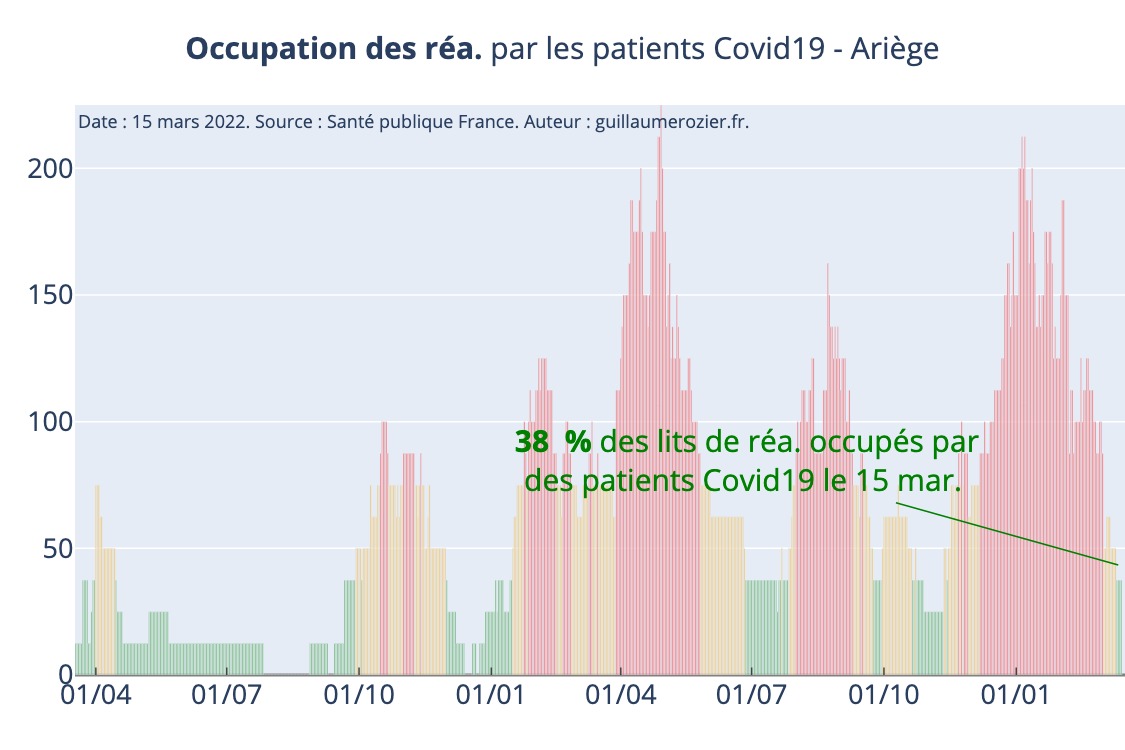 Occupation des réa. par les patients Covid19 - Ariège
Date : 15 mars 2022. Source : Santé publique France. Auteur : guillaumerozier.fr.
200
150
100
38 % des lits de réa. occupés par
des patients Covid19 le 15 mar.
50
0
01/04 01/07 01/10 01/01 01/04 01/07 01/10 01/01